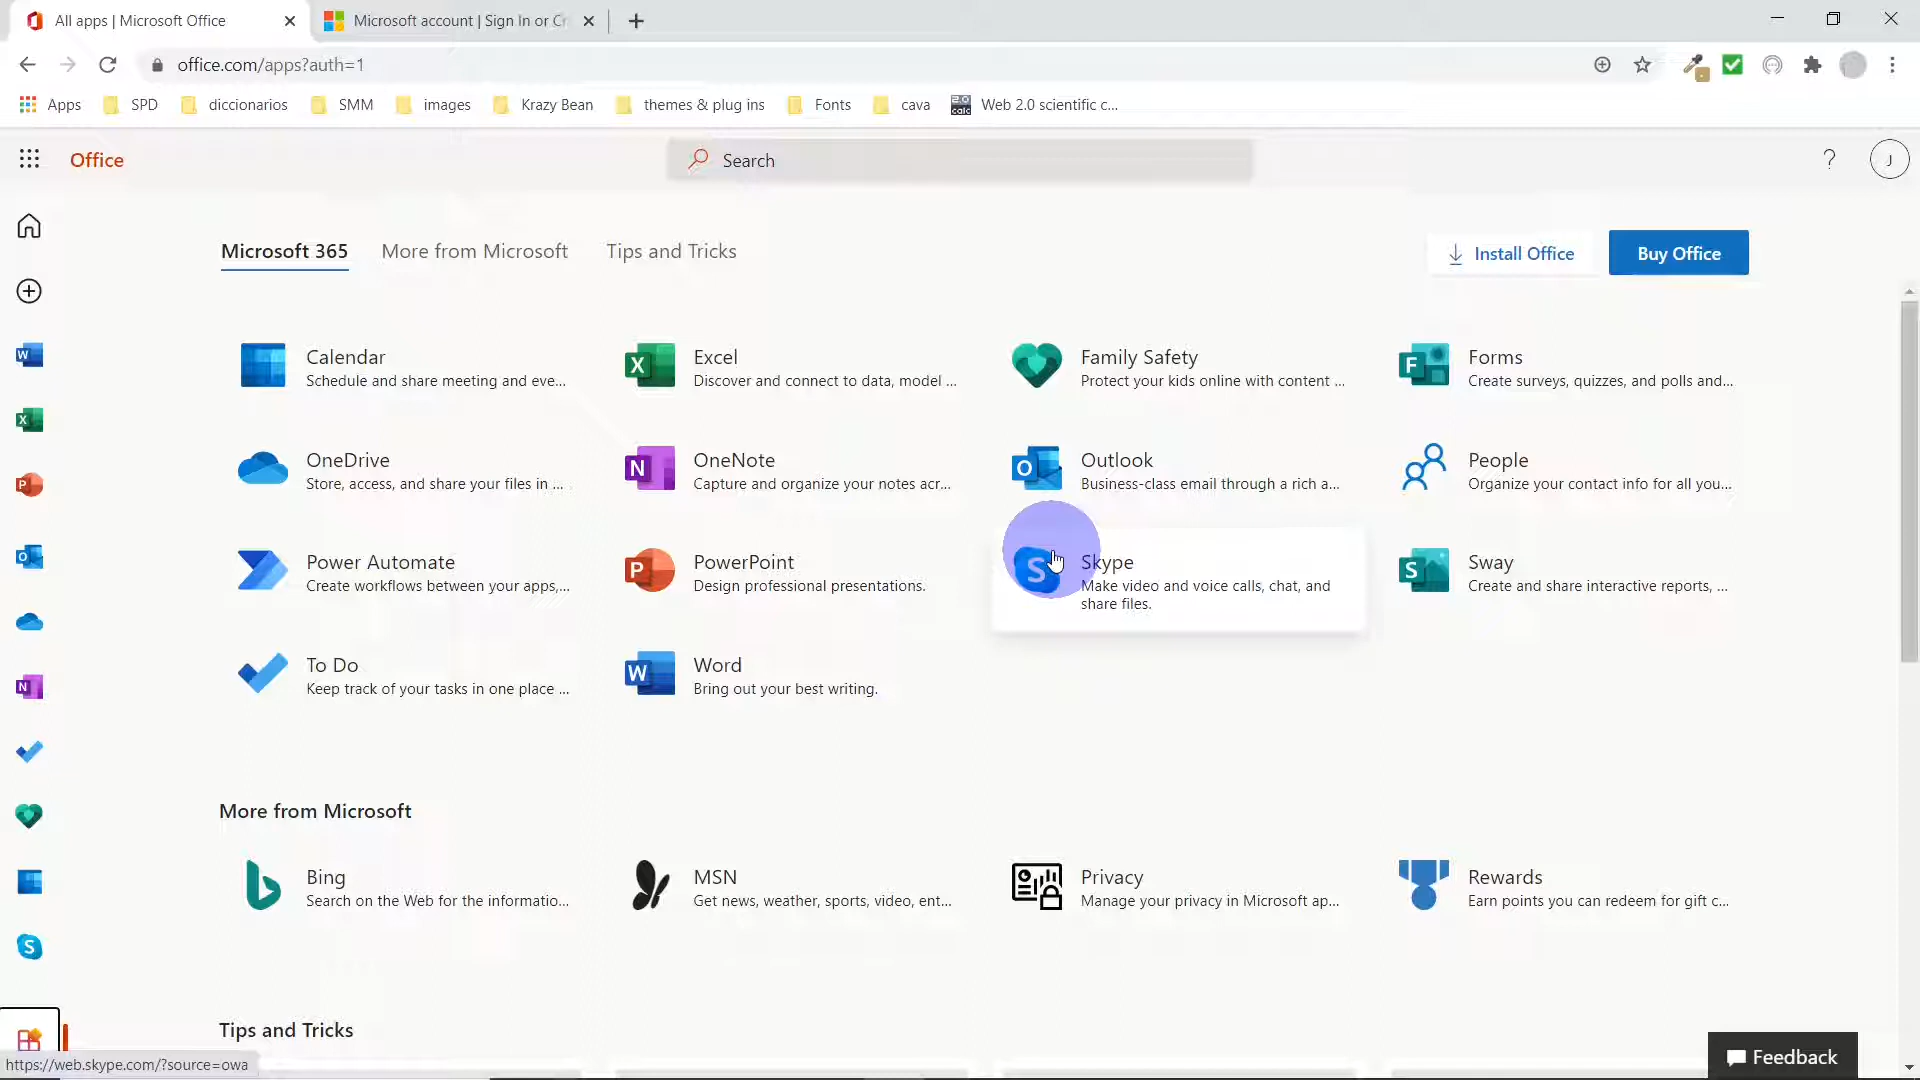 All apps | Microsoft Office
Microsoft account | Sign In or Cr
office.com/apps?auth=1
Apps
SPD
diccionarios
SMM
images
Krazy Bean
themes & plug ins
Fonts
cava
2.0
calc
Web 2.0 scientific c...
Office
Search
?
J
Microsoft 365
More from Microsoft
Tips and Tricks
Install Office
Buy Office
Calendar
Schedule and share meeting and eve...
Excel
Discover and connect to data, model ...
Family Safety
Protect your kids online with content ...
Forms
Create surveys, quizzes, and polls and...
OneDrive
Store, access, and share your files in ...
OneNote
Capture and organize your notes acr...
Outlook
Business-class email through a rich a...
People
Organize your contact info for all you...
Power Automate
Create workflows between your apps,...
PowerPoint
Design professional presentations.
Skype
Make video and voice calls, chat, and
share files.
Sway
Create and share interactive reports, ...
To Do
Keep track of your tasks in one place ...
Word
Bring out your best writing.
More from Microsoft
Bing
Search on the Web for the informatio...
MSN
Get news, weather, sports, video, ent...
Privacy
Manage your privacy in Microsoft ap...
Rewards
Earn points you can redeem for gift c...
Tips and Tricks
Feedback
https://web.skype.com/?source=owa